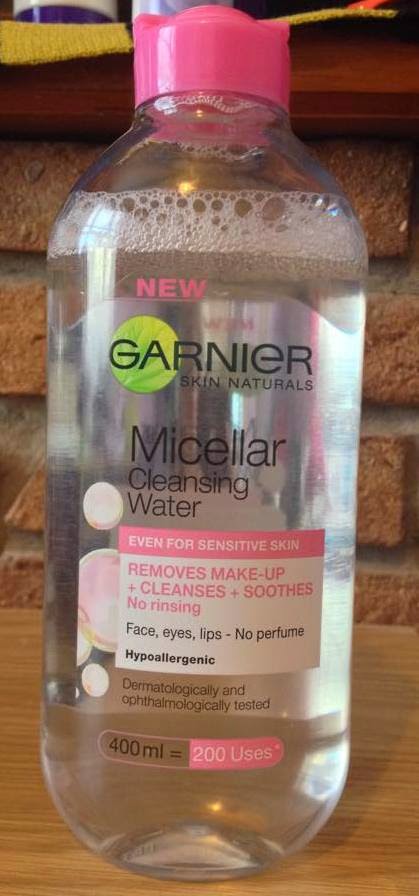 NEW
GARNIER
SKIN NATURALS
Micellar
Cleansing
Water
EVEN FOR SENSITIVE SKIN
REMOVES MAKE-UP
+ CLEANSES + SOOTHES
No rinsing
Face, eyes, lips - No perfume
Hypoallergenic
Dermatologically and
ophthalmologically tested
400ml = 200 Uses*